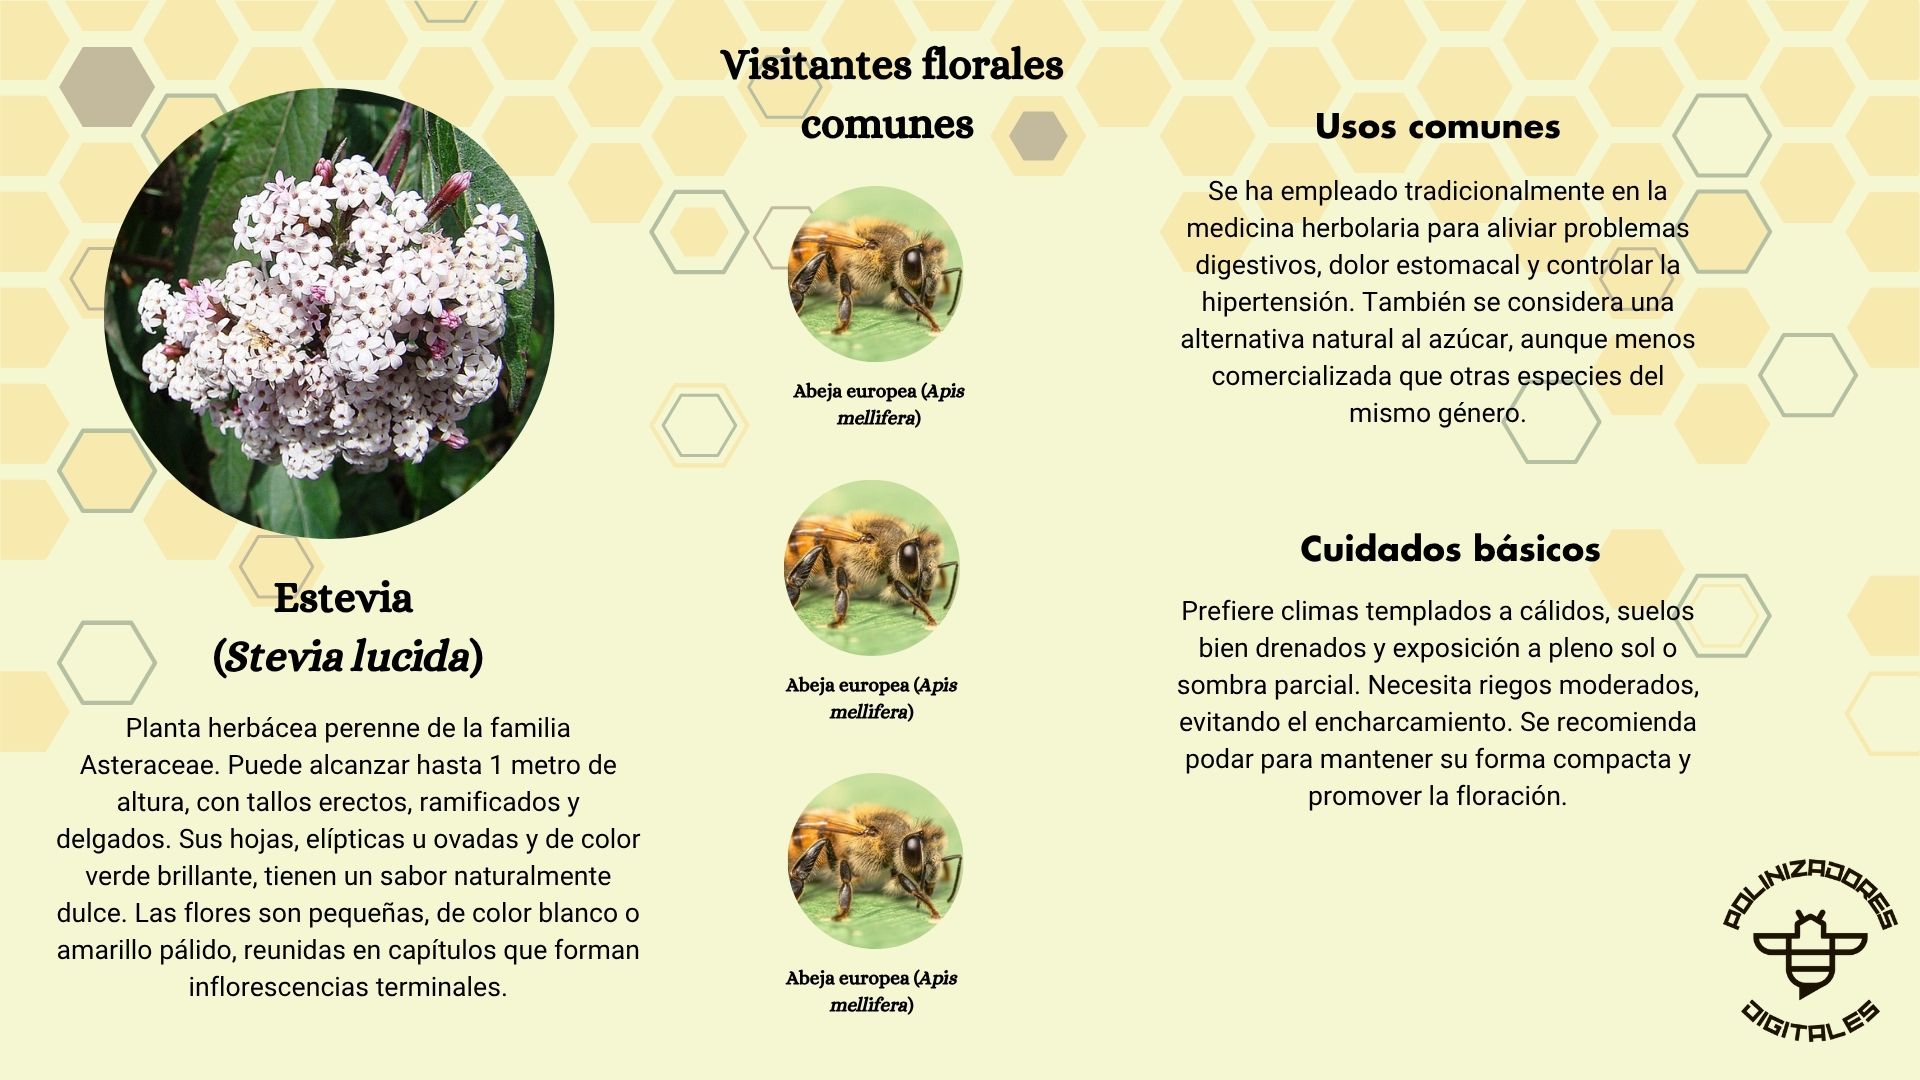 Estevia
(Stevia lucida)
Planta herbácea perenne de la familia
Asteraceae. Puede alcanzar hasta 1 metro de
altura, con tallos erectos, ramificados y
delgados. Sus hojas, elípticas u ovadas y de color
verde brillante, tienen un sabor naturalmente
dulce. Las flores son pequeñas, de color blanco o
amarillo pálido, reunidas en capítulos que forman
inflorescencias terminales.
Visitantes florales
comunes
Abeja europea (Apis
mellifera)
Abeja europea (Apis
mellifera)
Abeja europea (Apis
mellifera)
Usos comunes
Se ha empleado tradicionalmente en la
medicina herbolaria para aliviar problemas
digestivos, dolor estomacal y controlar la
hipertensión. También se considera una
alternativa natural al azúcar, aunque menos
comercializada que otras especies del
mismo género.
Cuidados básicos
Prefiere climas templados a cálidos, suelos
bien drenados y exposición a pleno sol o
sombra parcial. Necesita riegos moderados,
evitando el encharcamiento. Se recomienda
podar para mantener su forma compacta y
promover la floración.
POLINIZADORES
DIGITALES